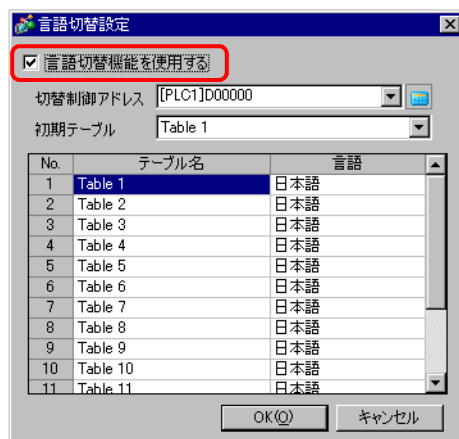 言語切替設定
言語切替機能を使用する
切替制御アドレス [PLC1]D00000
初期テーブル Table 1
No. テーブル名 言語
1 Table 1 日本語
2 Table 2 日本語
3 Table 3 日本語
4 Table 4 日本語
5 Table 5 日本語
6 Table 6 日本語
7 Table 7 日本語
8 Table 8 日本語
9 Table 9 日本語
10 Table 10 日本語
11 Table 11 日本語
OK(O) キャンセル